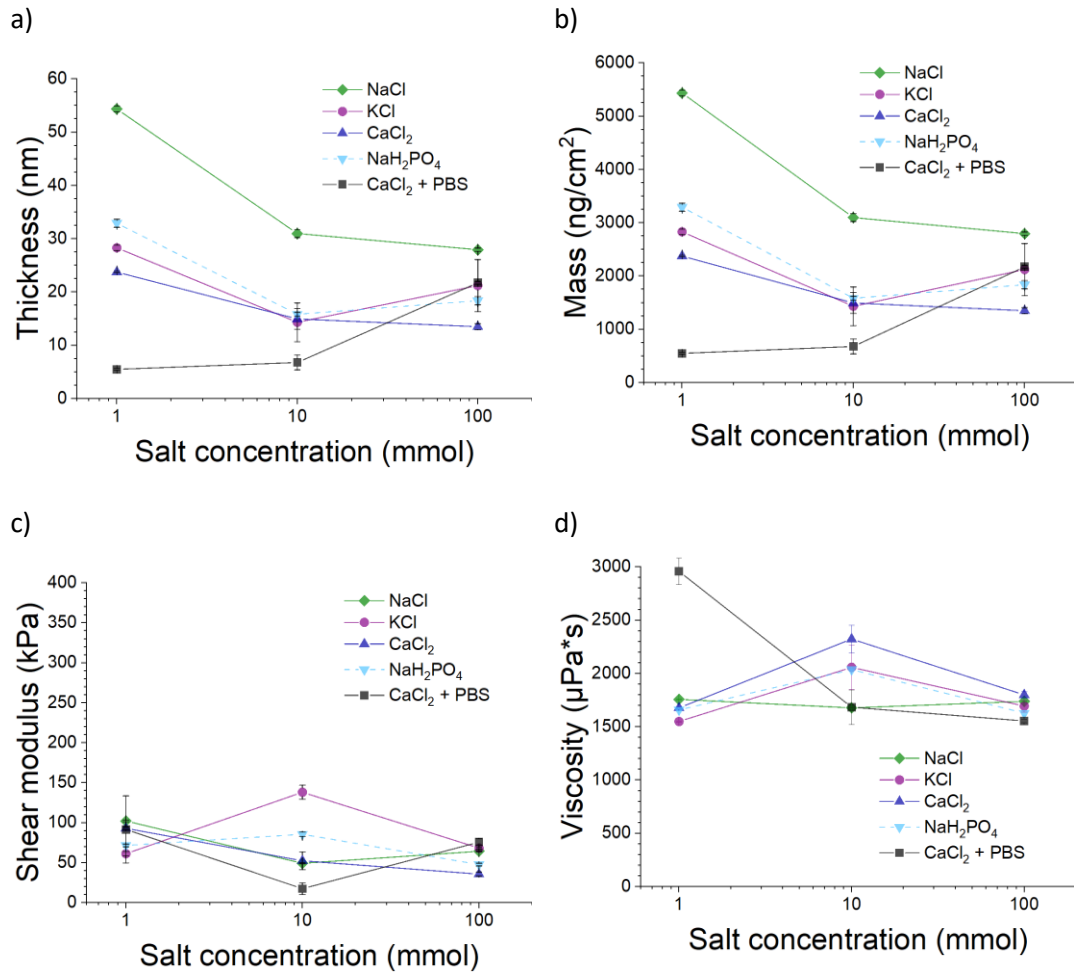 a)
Thickness (nm)
60
50
40
30
20
10
0
NaCl
KCl
CaCl₂
NaH₂PO₄
CaCl₂ + PBS
1
10
100
Salt concentration (mmol)
b)
Mass (ng/cm²)
6000
5000
4000
3000
2000
1000
0
NaCl
KCl
CaCl₂
NaH₂PO₄
CaCl₂ + PBS
1
10
100
Salt concentration (mmol)
c)
Shear modulus (kPa)
400
350
300
250
200
150
100
50
0
NaCl
KCl
CaCl₂
NaH₂PO₄
CaCl₂ + PBS
1
10
100
Salt concentration (mmol)
d)
Viscosity (µPa*s)
3000
2500
2000
1500
1000
500
0
NaCl
KCl
CaCl₂
NaH₂PO₄
CaCl₂ + PBS
1
10
100
Salt concentration (mmol)